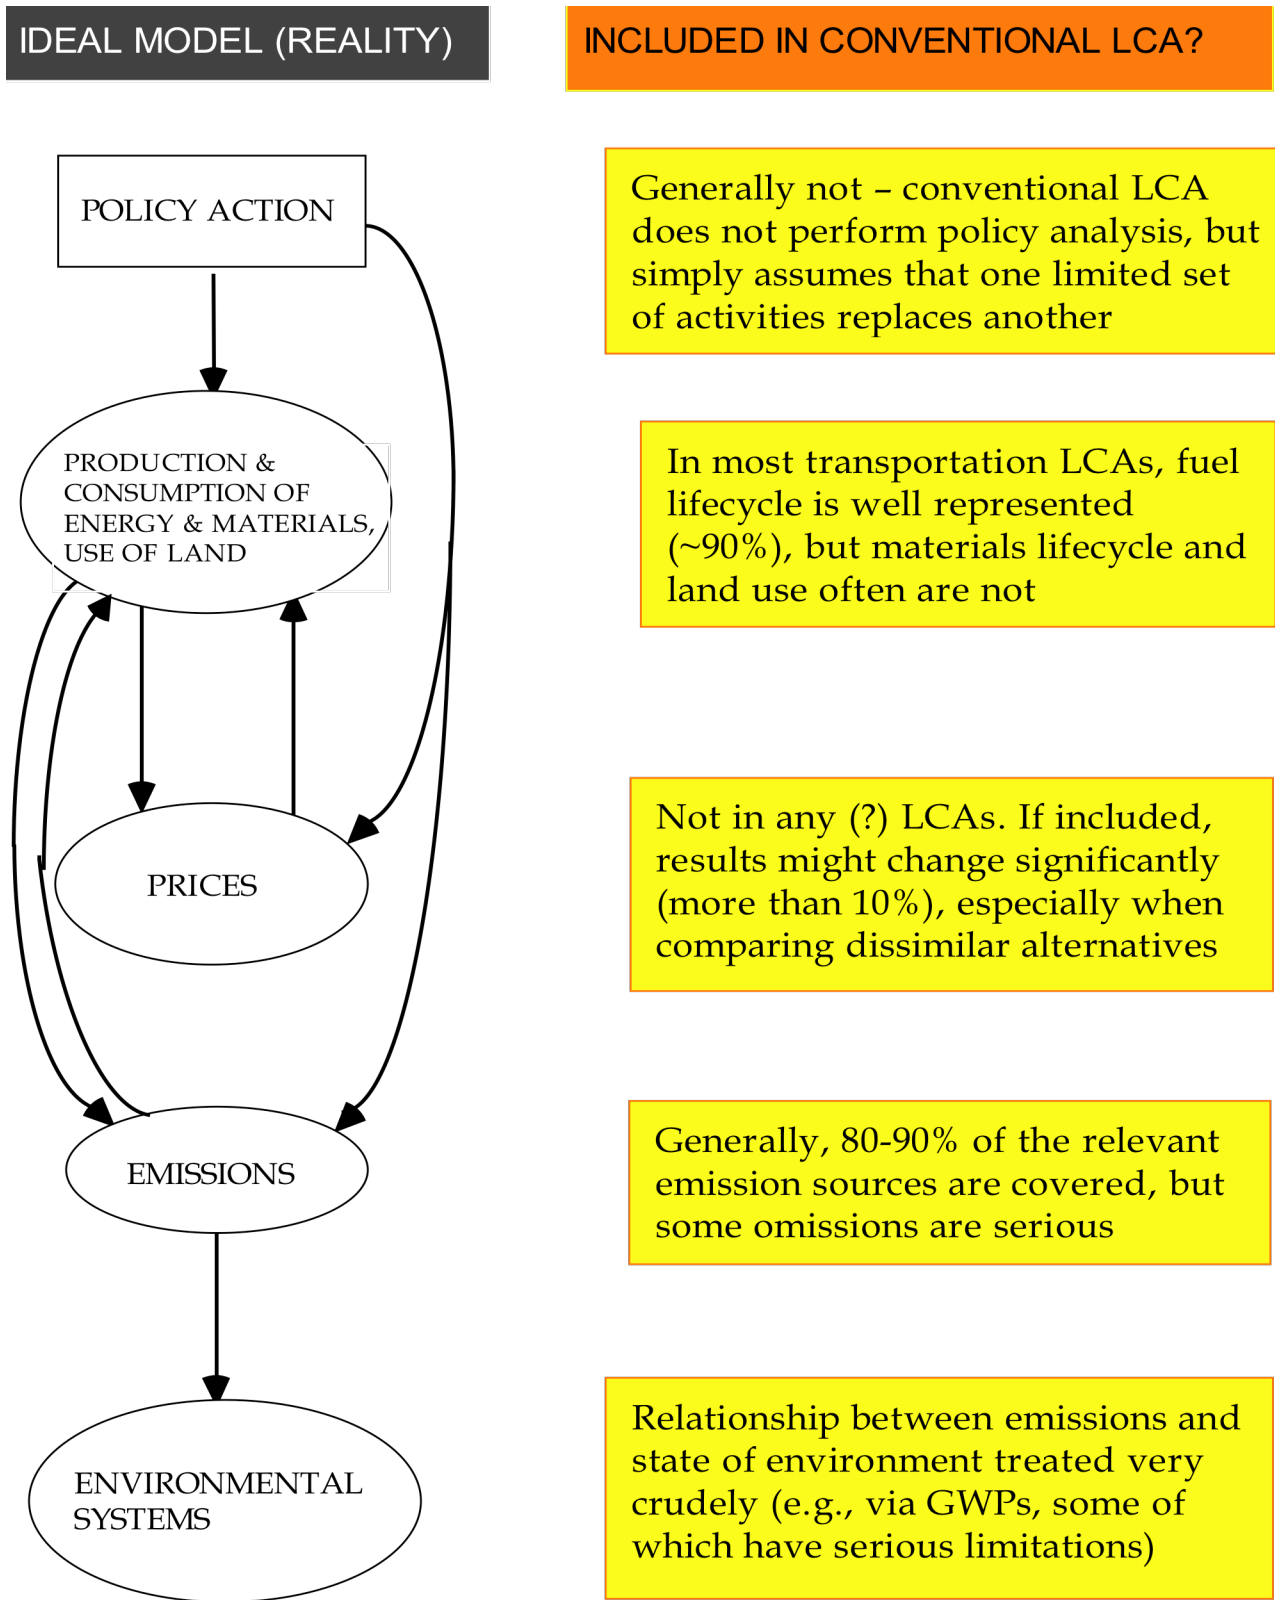 IDEAL MODEL (REALITY)
INCLUDED IN CONVENTIONAL LCA?
POLICY ACTION
Generally not – conventional LCA
does not perform policy analysis, but
simply assumes that one limited set
of activities replaces another
PRODUCTION &
CONSUMPTION OF
ENERGY & MATERIALS,
USE OF LAND
In most transportation LCAs, fuel
lifecycle is well represented
(~90%), but materials lifecycle and
land use often are not
PRICES
Not in any (?) LCAs. If included,
results might change significantly
(more than 10%), especially when
comparing dissimilar alternatives
EMISSIONS
Generally, 80-90% of the relevant
emission sources are covered, but
some omissions are serious
ENVIRONMENTAL
SYSTEMS
Relationship between emissions and
state of environment treated very
crudely (e.g., via GWPs, some of
which have serious limitations)